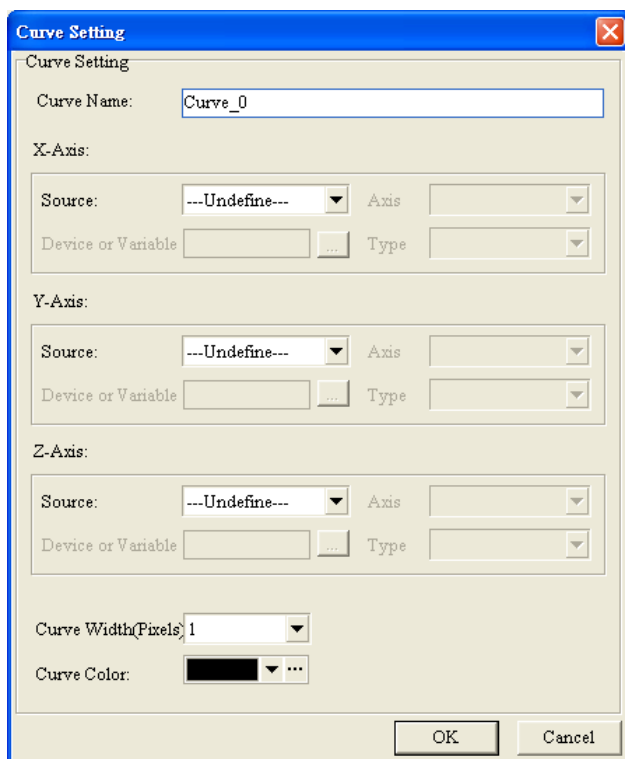 Curve Setting
Curve Setting
Curve Name: Curve_0
X-Axis:
Source: ---Undefine--- Axis
Device or Variable ... Type
Y-Axis:
Source: ---Undefine--- Axis
Device or Variable ... Type
Z-Axis:
Source: ---Undefine--- Axis
Device or Variable ... Type
Curve Width(Pixels) 1
Curve Color: ...
OK Cancel